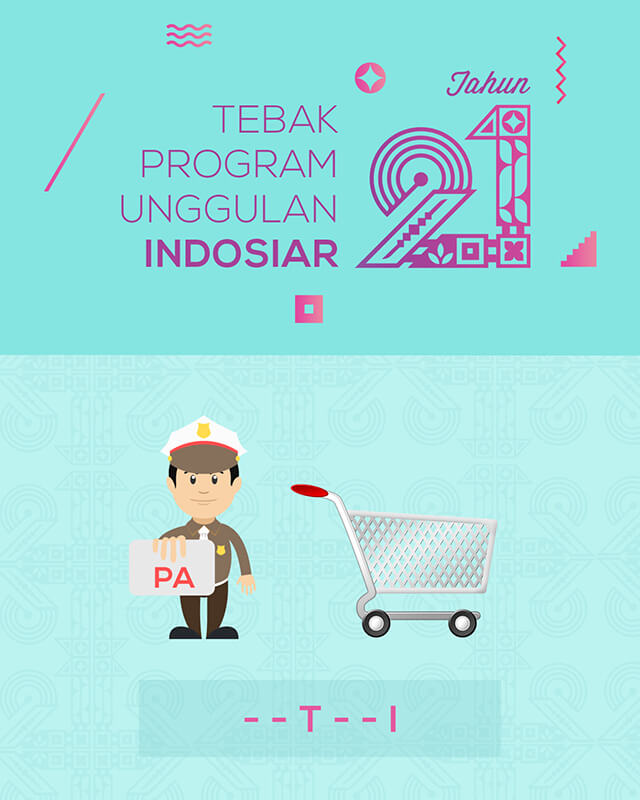 Tahun
TEBAK
PROGRAM
UNGGULAN
INDOSIAR
21
PA
- - T - - I